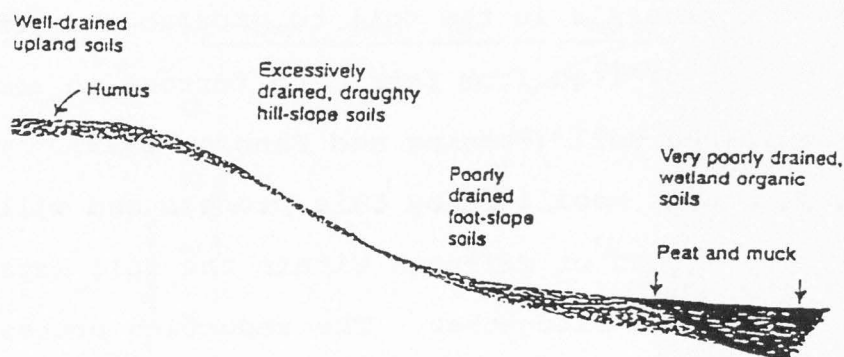 Well-drained
upland soils
Humus
Excessively
drained, droughty
hill-slope soils
Poorly
drained
foot-slope
soils
Very poorly drained,
wetland organic
soils
Peat and muck